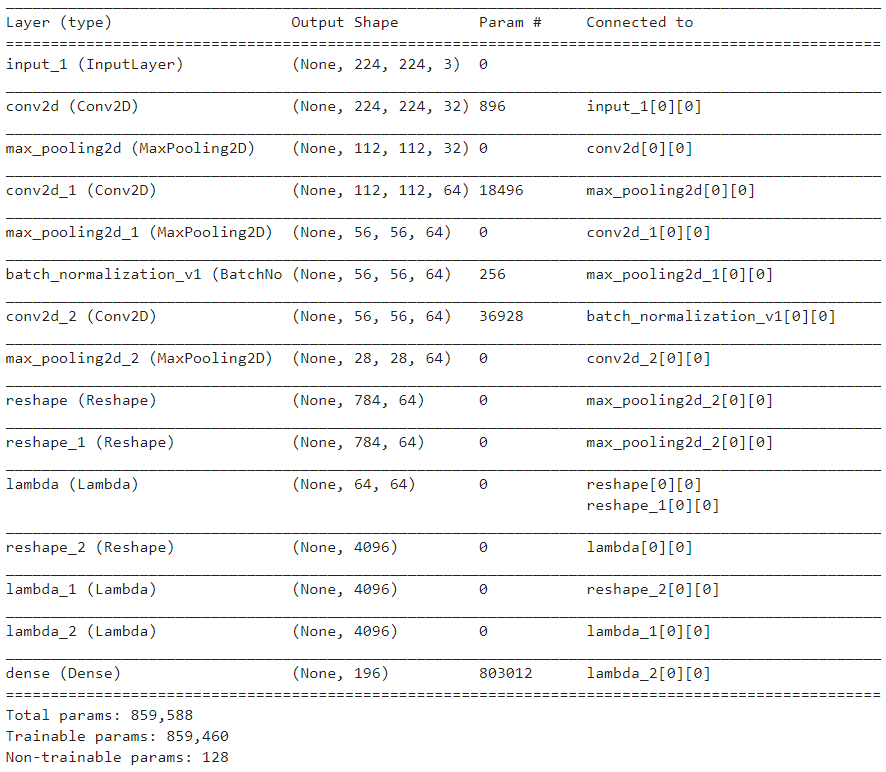 Layer (type) Output Shape Param # Connected to
input_1 (InputLayer) (None, 224, 224, 3) 0
conv2d (Conv2D) (None, 224, 224, 32) 896 input_1[0][0]
max_pooling2d (MaxPooling2D) (None, 112, 112, 32) 0 conv2d[0][0]
conv2d_1 (Conv2D) (None, 112, 112, 64) 18496 max_pooling2d[0][0]
max_pooling2d_1 (MaxPooling2D) (None, 56, 56, 64) 0 conv2d_1[0][0]
batch_normalization_v1 (BatchNo (None, 56, 56, 64) 256 max_pooling2d_1[0][0]
conv2d_2 (Conv2D) (None, 56, 56, 64) 36928 batch_normalization_v1[0][0]
max_pooling2d_2 (MaxPooling2D) (None, 28, 28, 64) 0 conv2d_2[0][0]
reshape (Reshape) (None, 784, 64) 0 max_pooling2d_2[0][0]
reshape_1 (Reshape) (None, 784, 64) 0 max_pooling2d_2[0][0]
lambda (Lambda) (None, 64, 64) 0 reshape[0][0]
reshape_1[0][0]
reshape_2 (Reshape) (None, 4096) 0 lambda[0][0]
lambda_1 (Lambda) (None, 4096) 0 reshape_2[0][0]
lambda_2 (Lambda) (None, 4096) 0 lambda_1[0][0]
dense (Dense) (None, 196) 803012 lambda_2[0][0]
Total params: 859,588
Trainable params: 859,460
Non-trainable params: 128